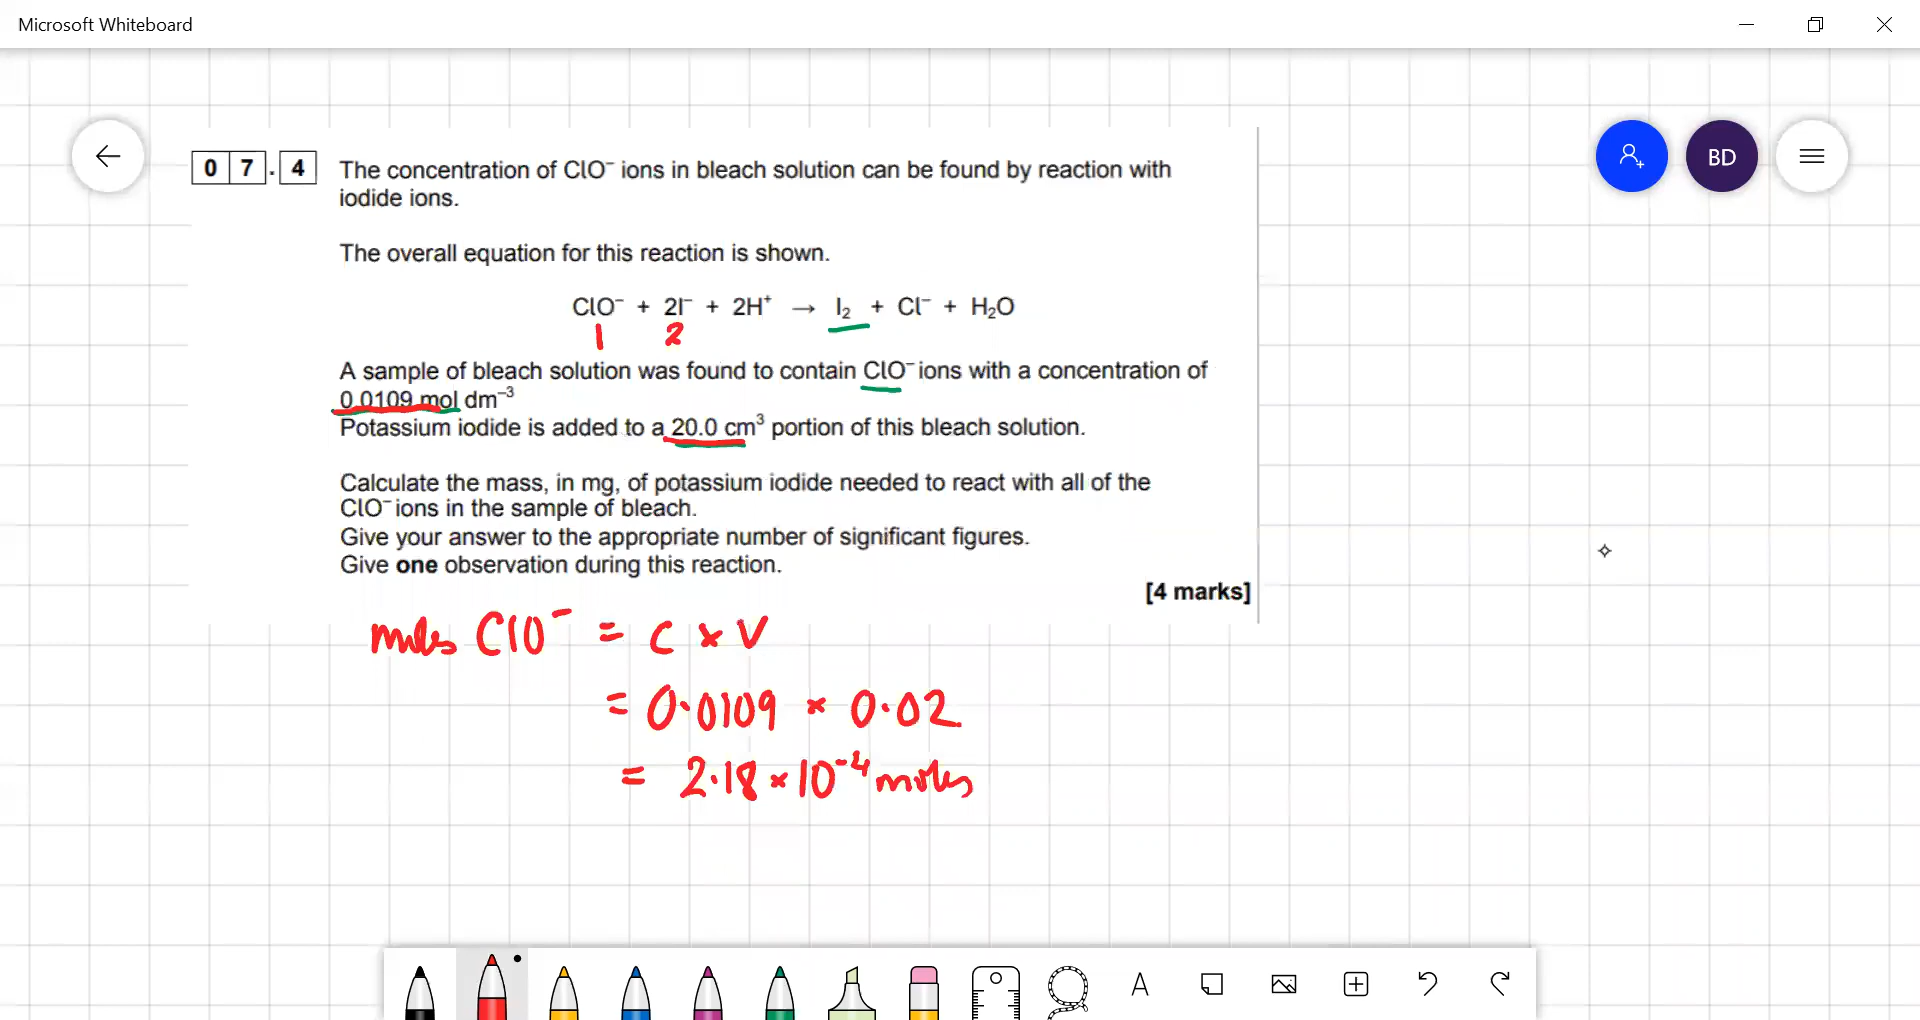 Microsoft Whiteboard
BD
0 7 . 4 The concentration of ClO⁻ ions in bleach solution can be found by reaction with
iodide ions.
The overall equation for this reaction is shown.
ClO⁻ + 2I⁻ + 2H⁺ → I₂ + Cl⁻ + H₂O
1 2
A sample of bleach solution was found to contain ClO⁻ ions with a concentration of
0.0109 mol dm⁻³
Potassium iodide is added to a 20.0 cm³ portion of this bleach solution.
Calculate the mass, in mg, of potassium iodide needed to react with all of the
ClO⁻ ions in the sample of bleach.
Give your answer to the appropriate number of significant figures.
Give one observation during this reaction.
[4 marks]
moles ClO⁻ = C × V
= 0.0109 × 0.02
= 2.18 × 10⁻⁴ moles
A